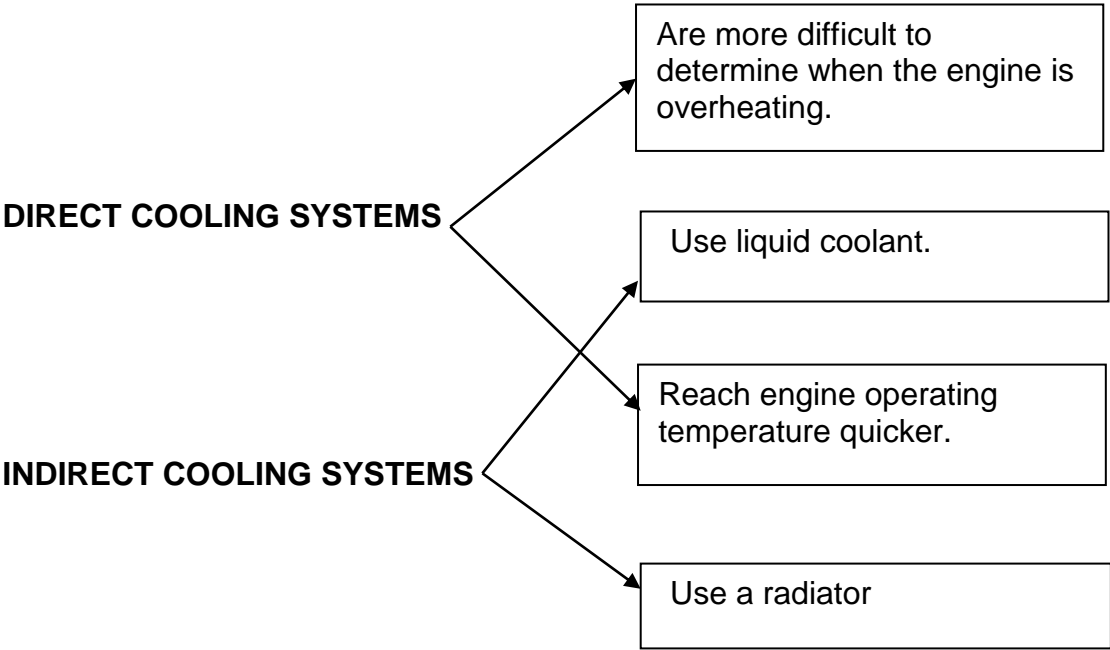 Are more difficult to
determine when the engine is
overheating.
DIRECT COOLING SYSTEMS
Use liquid coolant.
Reach engine operating
temperature quicker.
INDIRECT COOLING SYSTEMS
Use a radiator